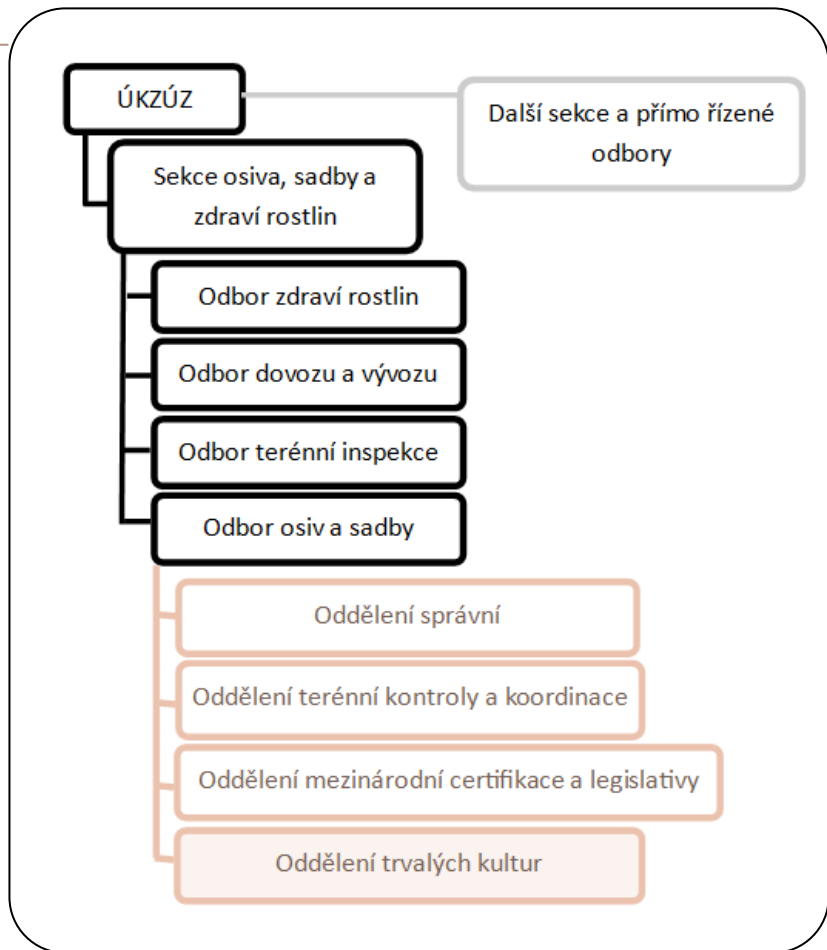 ÚKZÚZ
Další sekce a přímo řízené
odbory
Sekce osiva, sadby a
zdraví rostlin
Odbor zdraví rostlin
Odbor dovozu a vývozu
Odbor terénní inspekce
Odbor osiv a sadby
Oddělení správní
Oddělení terénní kontroly a koordinace
Oddělení mezinárodní certifikace a legislativy
Oddělení trvalých kultur